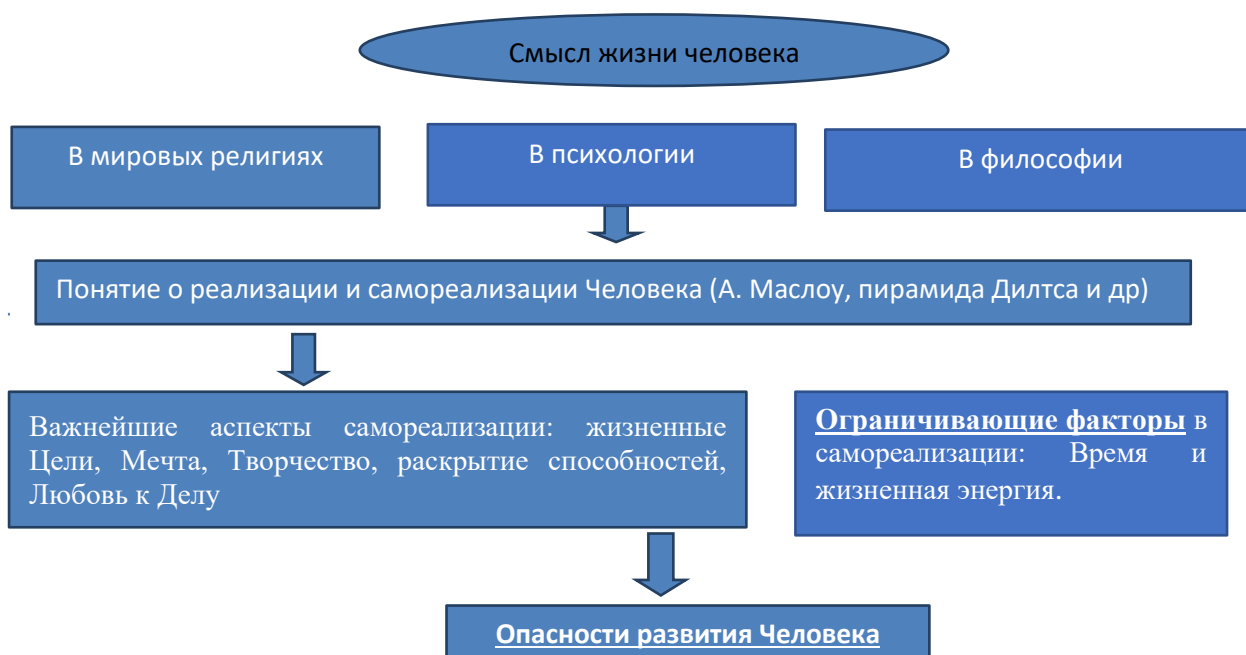 Смысл жизни человека
В мировых религиях
В психологии
В философии
Понятие о реализации и самореализации Человека (А. Маслоу, пирамида Дилтса и др)
Важнейшие аспекты самореализации: жизненные
Цели, Мечта, Творчество, раскрытие способностей,
Любовь к Делу
Ограничивающие факторы в
самореализации: Время и
жизненная энергия.
Опасности развития Человека